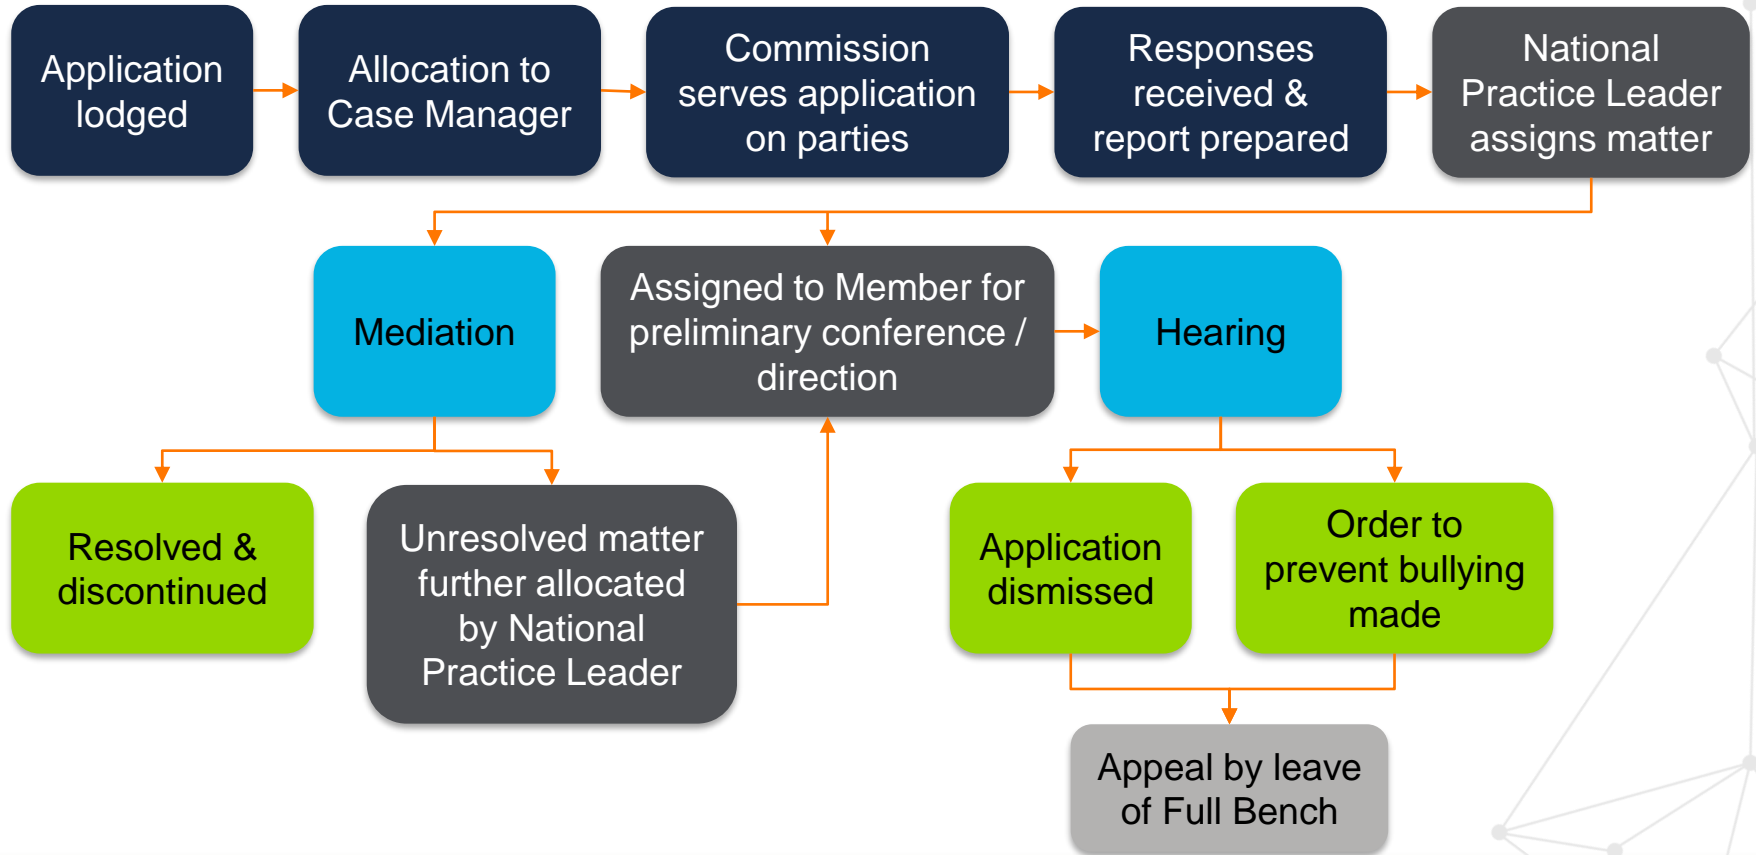 Application
lodged
Allocation to
Case Manager
Commission
serves application
on parties
Responses
received &
report prepared
National
Practice Leader
assigns matter
Mediation
Assigned to Member for
preliminary conference /
direction
Hearing
Resolved &
discontinued
Unresolved matter
further allocated
by National
Practice Leader
Application
dismissed
Order to
prevent bullying
made
Appeal by leave
of Full Bench